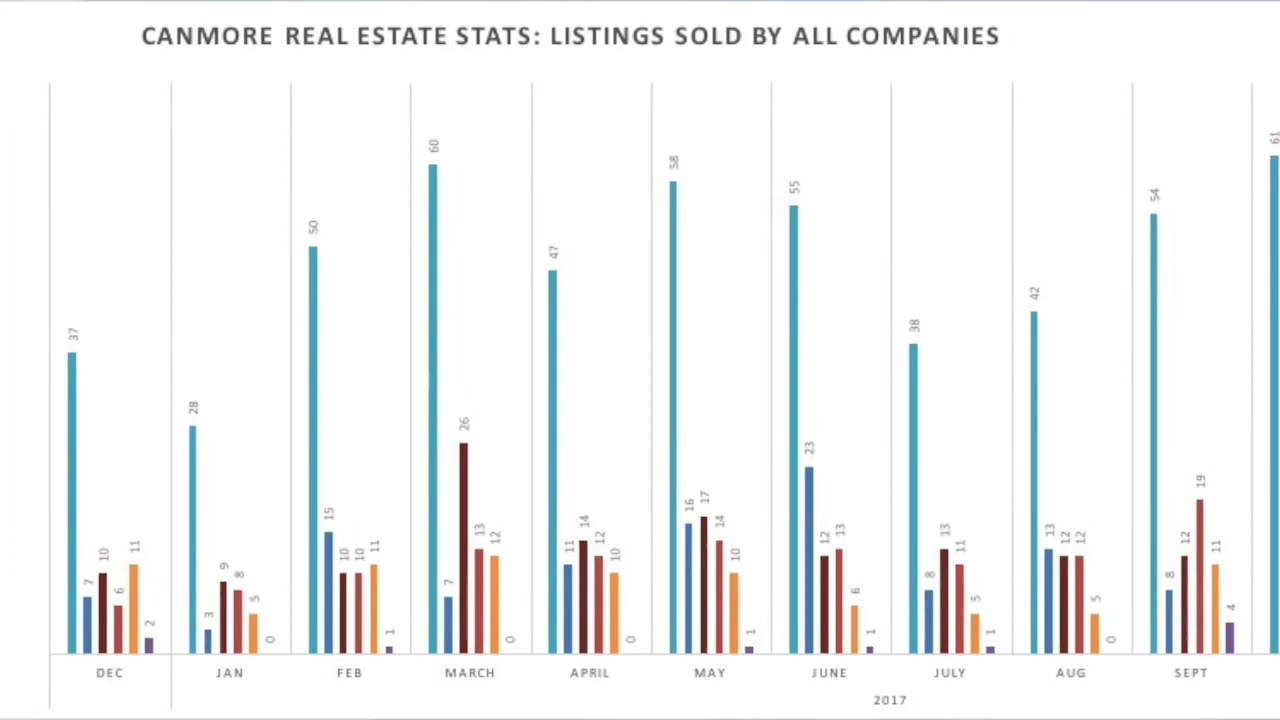 CANMORE REAL ESTATE STATS: LISTINGS SOLD BY ALL COMPANIES
37 7 10 6 11 2
28 3 9 8 5 0
50 15 10 10 11 1
60 7 26 13 12 0
47 11 14 12 10 0
58 16 17 14 10 1
55 23 12 13 6 1
38 8 13 11 5 1
42 13 12 12 5 0
54 8 12 19 11 4
61
DEC JAN FEB MARCH APRIL MAY JUNE JULY AUG SEPT
2017